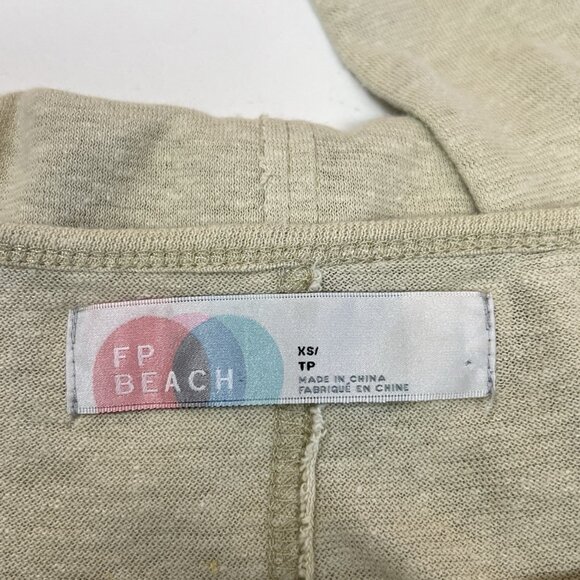 FP
BEACH
XS/
TP
MADE IN CHINA
FABRIQUÉ EN CHINE